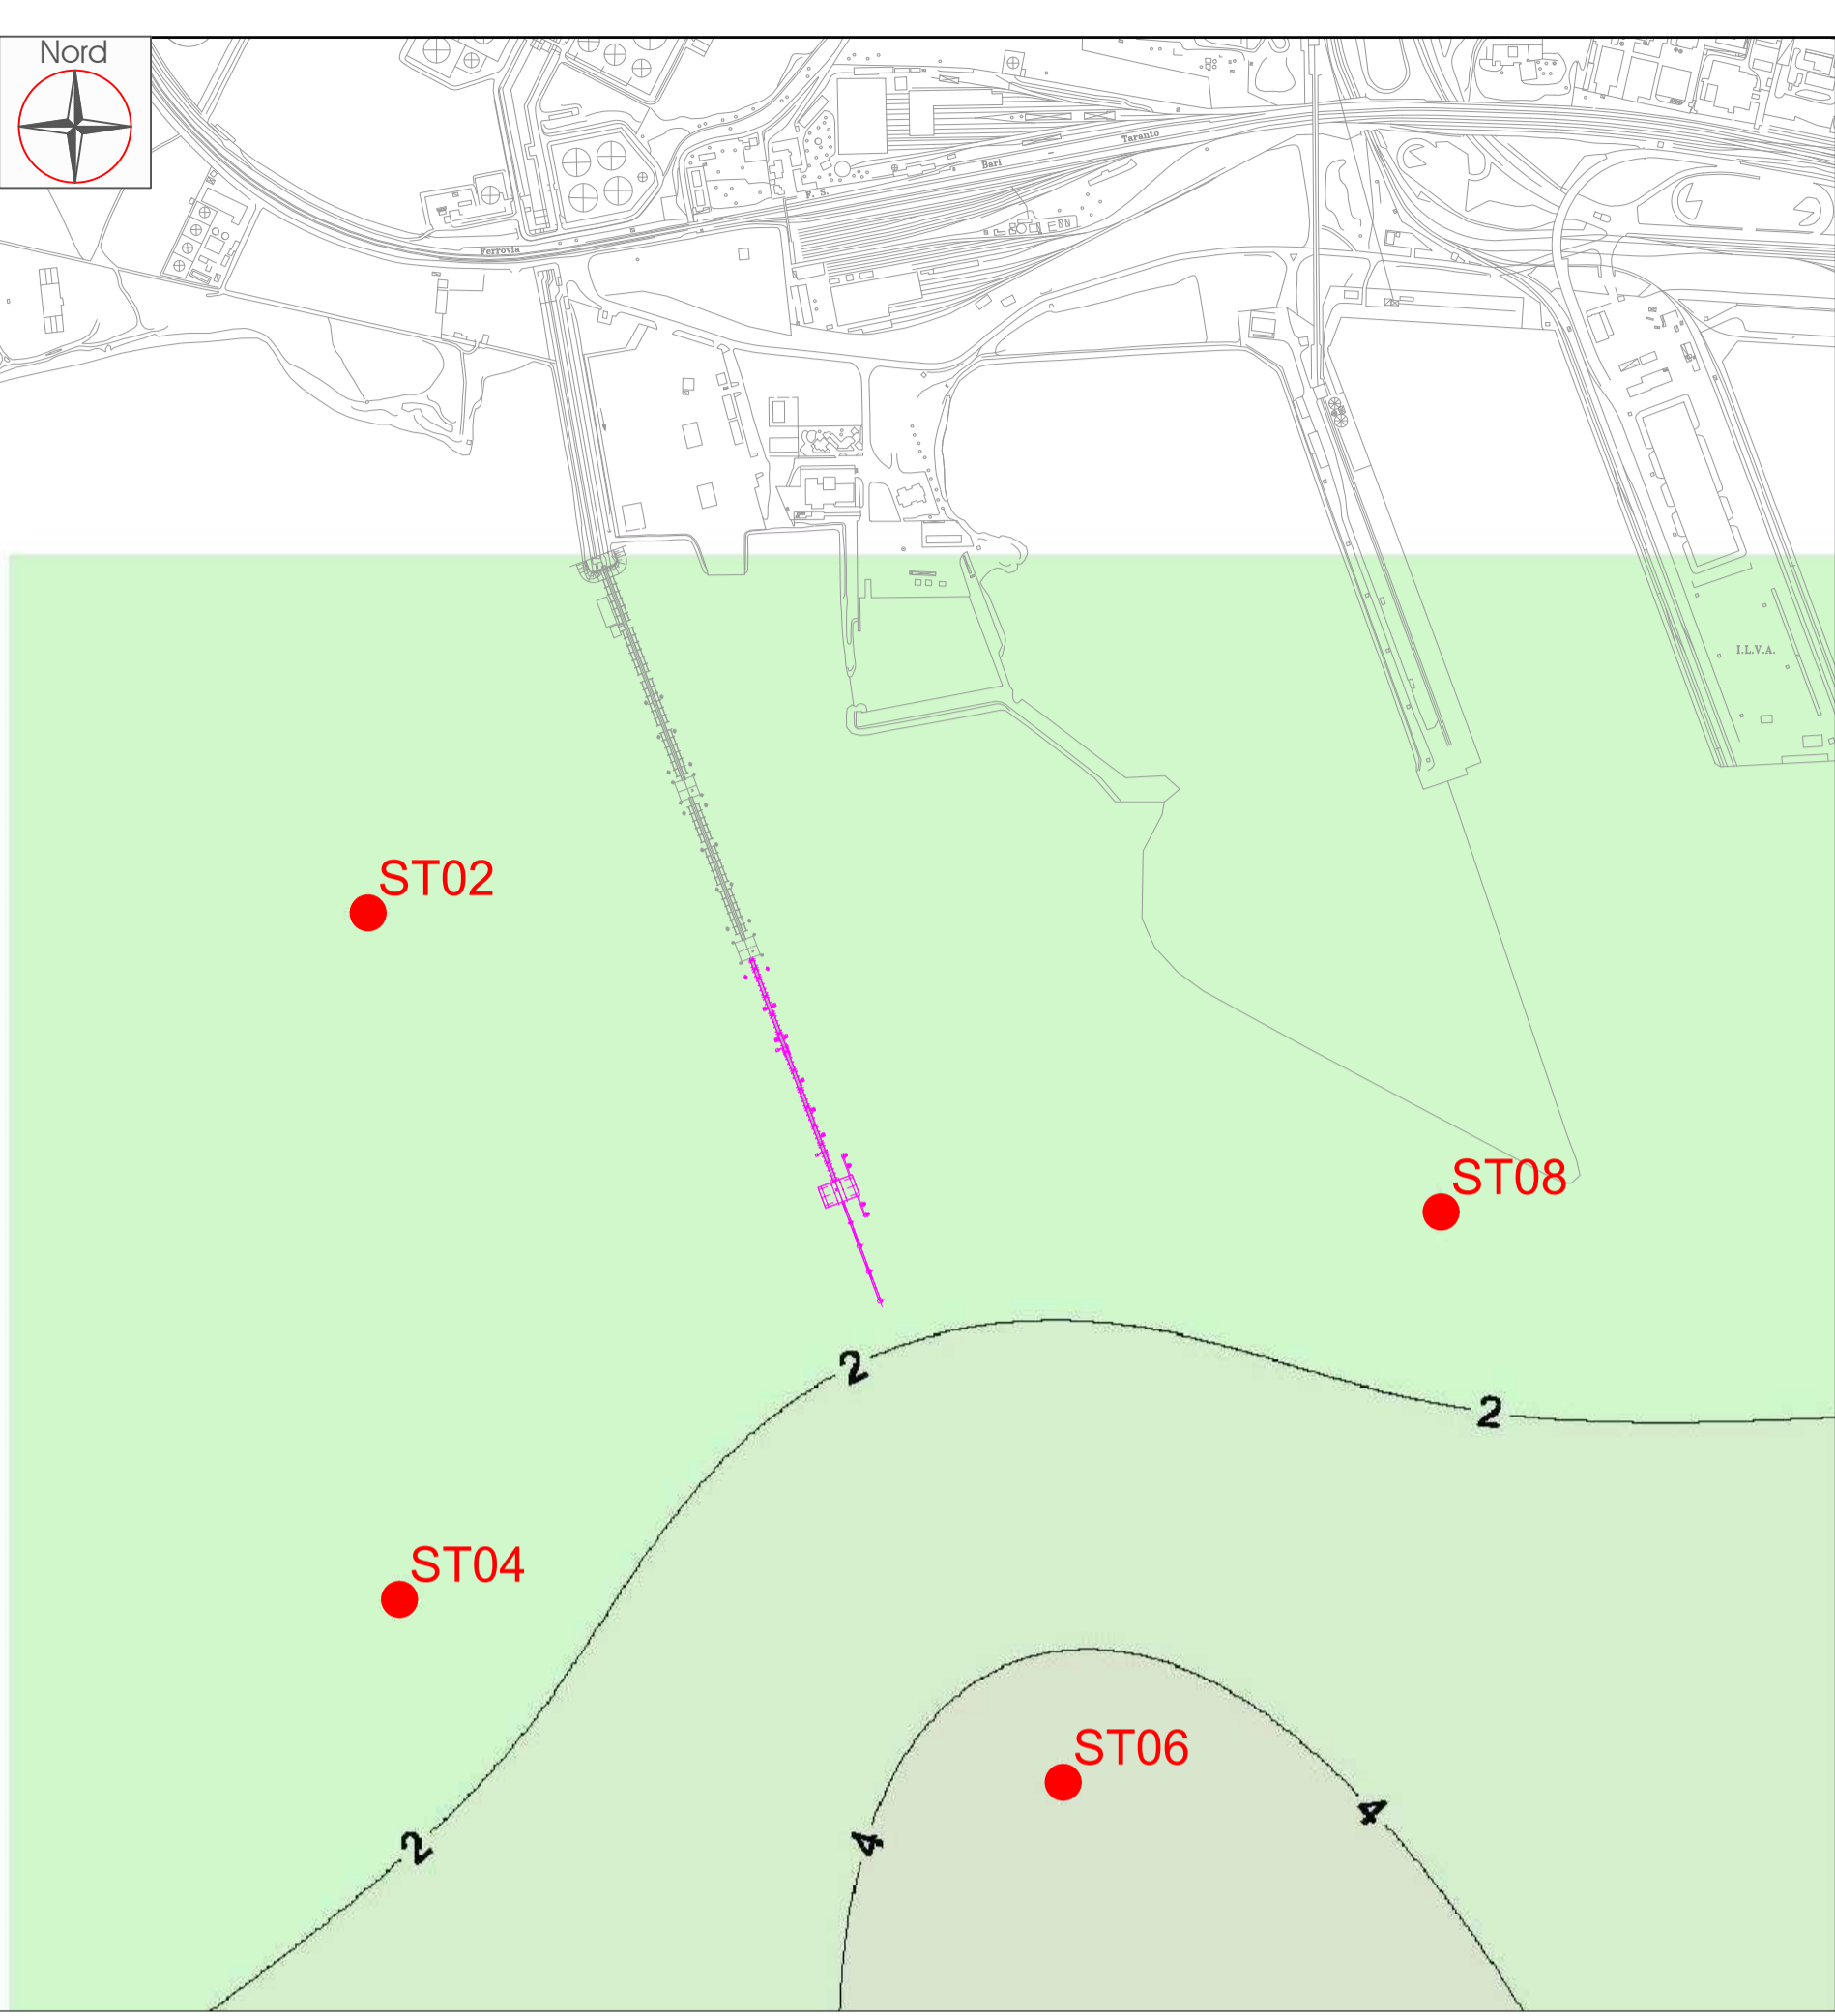 Nord
Taranto
Bari
F. S.
Ferrovia
I.L.V.A.
ST02
ST08
2
2
ST04
ST06
4
4
2